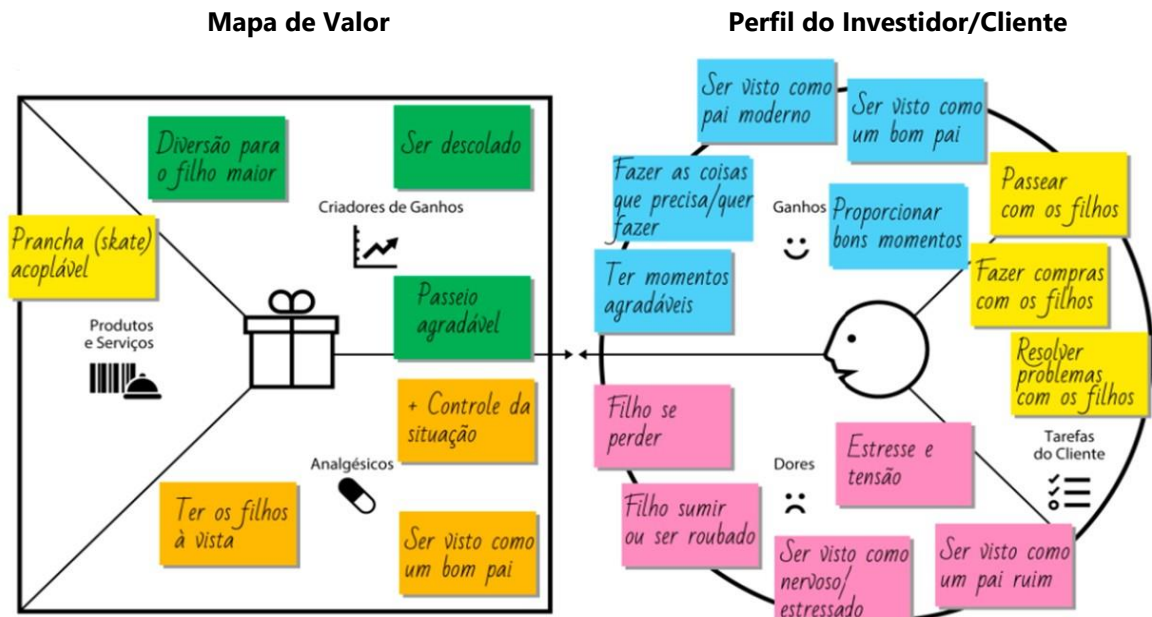 Mapa de Valor
Diversão para
o filho maior
Ser descolado
Criadores de Ganhos
Prancha (skate)
acoplável
Passeio
agradável
Produtos
e Serviços
+ Controle da
situação
Analgésicos
Ter os filhos
à vista
Ser visto como
um bom pai
Perfil do Investidor/Cliente
Ser visto como
pai moderno
Ser visto como
um bom pai
Fazer as coisas
que precisa/quer
fazer
Ganhos
Proporcionar
bons momentos
Passear
com os filhos
Ter momentos
agradáveis
Fazer compras
com os filhos
Resolver
problemas
com os filhos
Filho se
perder
Estresse e
tensão
Dores
Tarefas
do Cliente
Filho sumir
ou ser roubado
Ser visto como
nervoso/
estressado
Ser visto como
um pai ruim